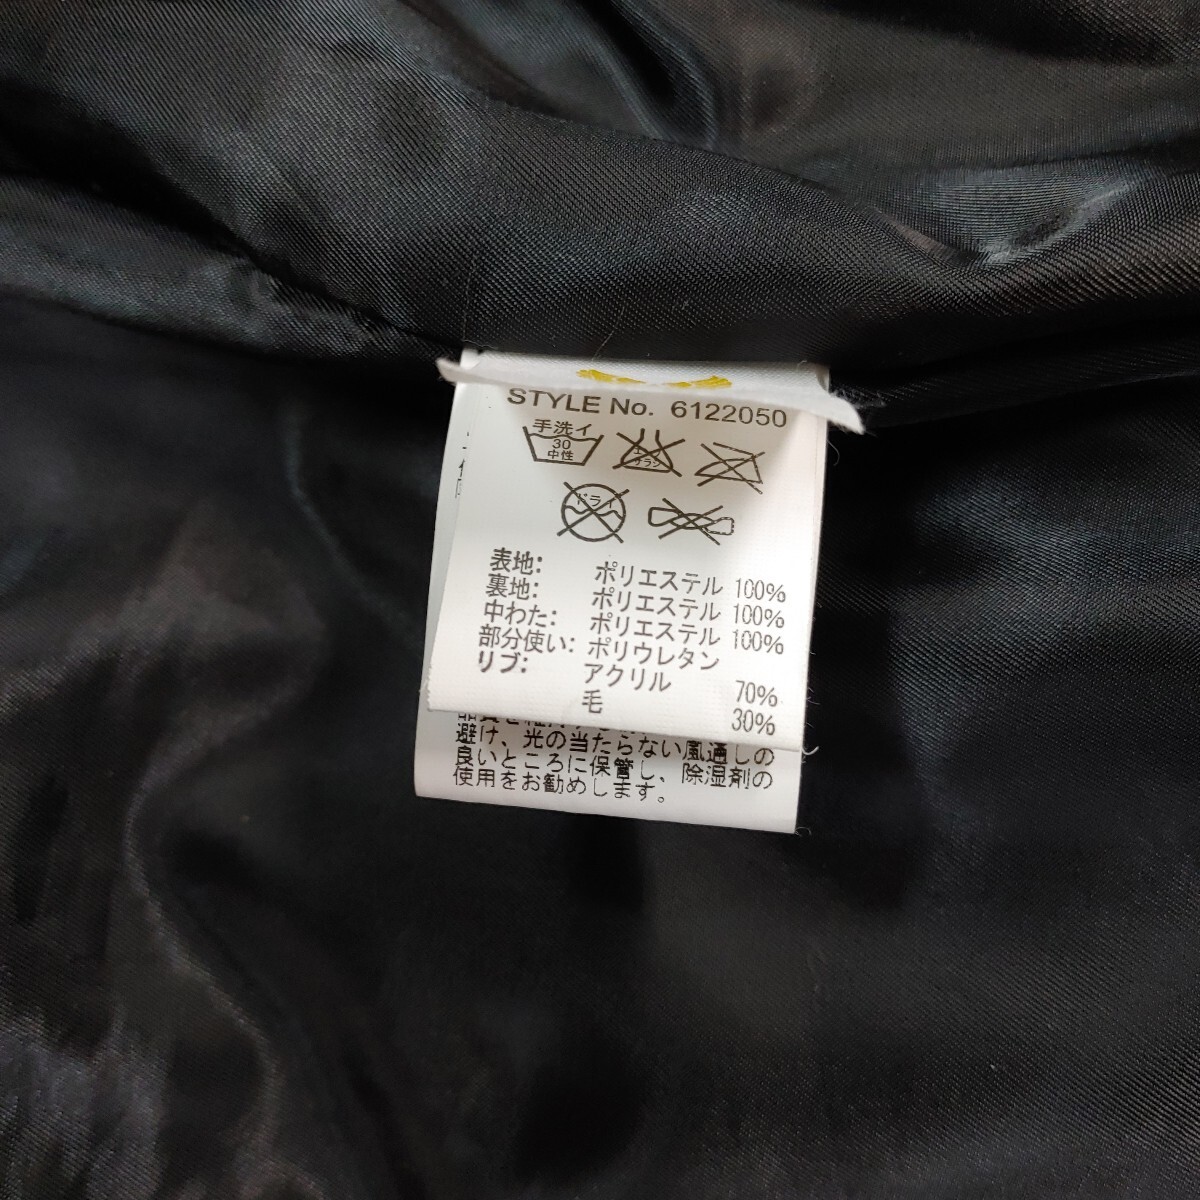 STYLE No. 6122050
手洗イ
30
中性
ドライ
表地: ポリエステル 100%
裏地: ポリエステル 100%
中わた: ポリエステル 100%
部分使い: ポリウレタン
リブ: アクリル 70%
毛 30%
避け、光の当たらない風通しの
良いところに保管し、除湿剤の
使用をお勧めします。